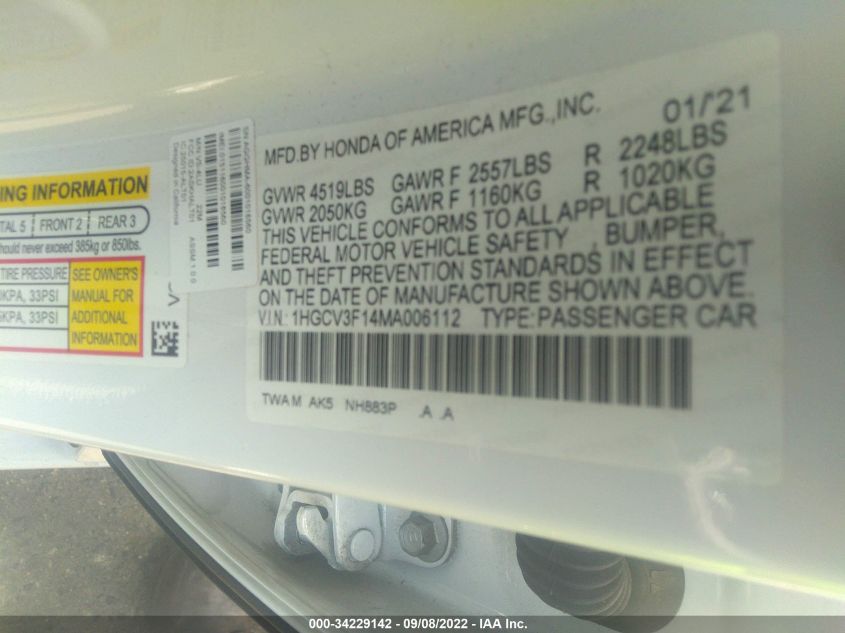 MFD.BY HONDA OF AMERICA MFG.,INC. 01/'21
GVWR 4519LBS GAWR F 2557LBS R 2248LBS
GVWR 2050KG GAWR F 1160KG R 1020KG
THIS VEHICLE CONFORMS TO ALL APPLICABLE
FEDERAL MOTOR VEHICLE SAFETY , BUMPER,
AND THEFT PREVENTION STANDARDS IN EFFECT
ON THE DATE OF MANUFACTURE SHOWN ABOVE.
V.I.N.: 1HGCV3F14MA006112 TYPE:PASSENGER CAR
TWA M AK5 NH883P .A .A
ING INFORMATION
TAL 5 FRONT 2 REAR 3
hould never exceed 385kg or 850lbs.
TIRE PRESSURE
KPA, 33PSI
KPA, 33PSI
SEE OWNER'S
MANUAL FOR
ADDITIONAL
INFORMATION
Designed in California
000-34229142 - 09/08/2022 - IAA Inc.